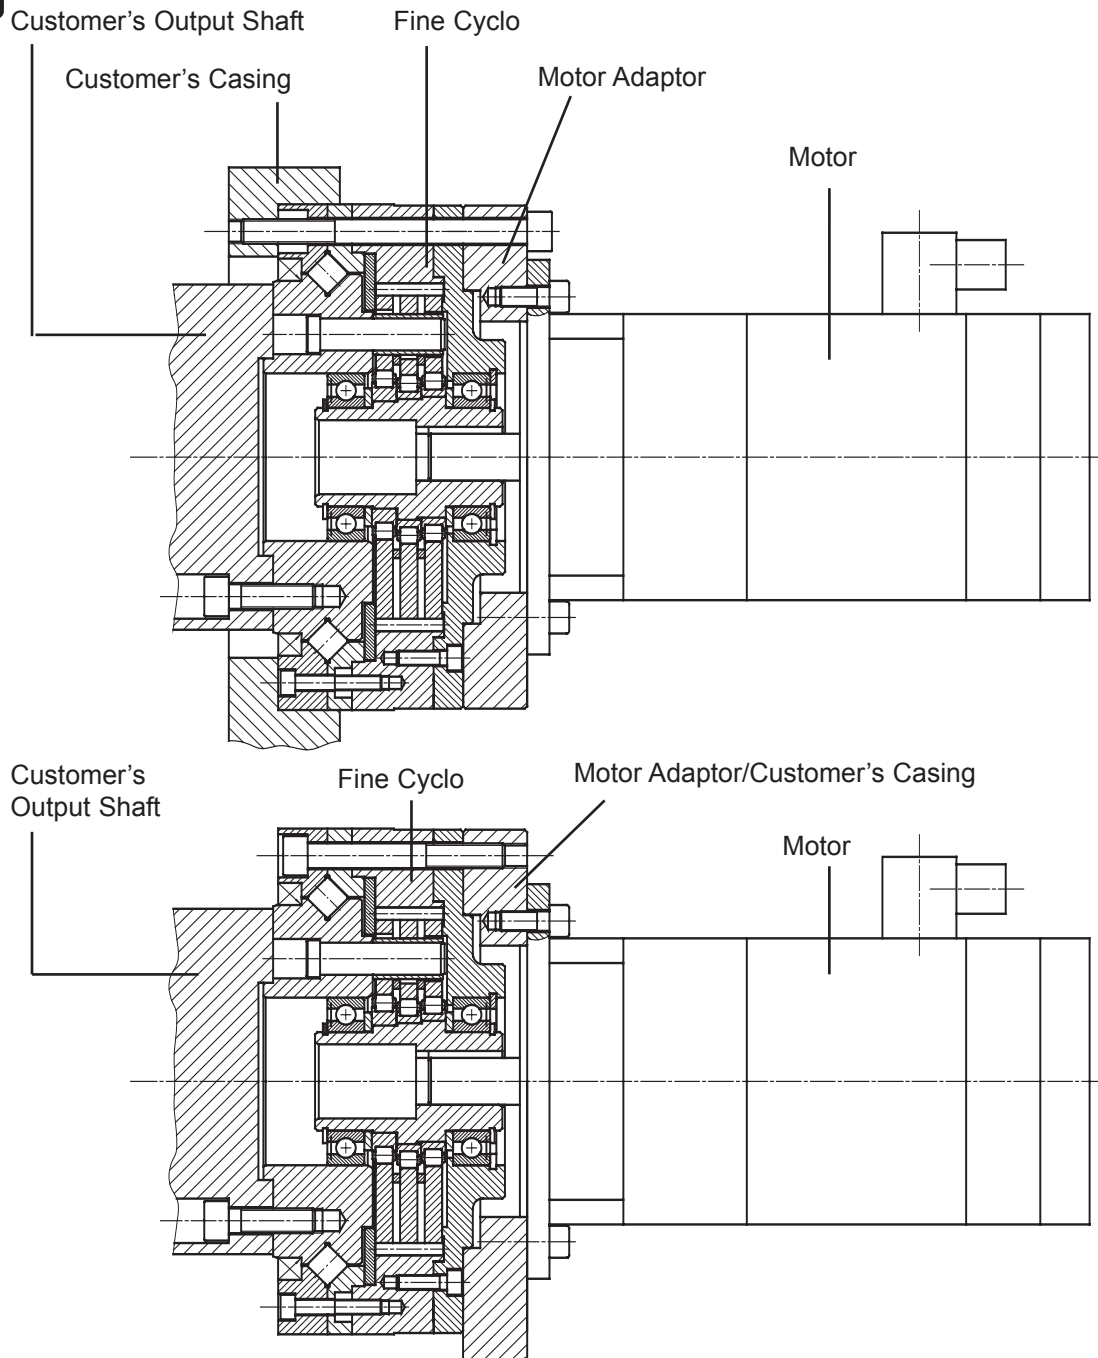 Customer’s Output Shaft
Fine Cyclo
Customer’s Casing
Motor Adaptor
Motor
Customer’s
Output Shaft
Fine Cyclo
Motor Adaptor/Customer’s Casing
Motor